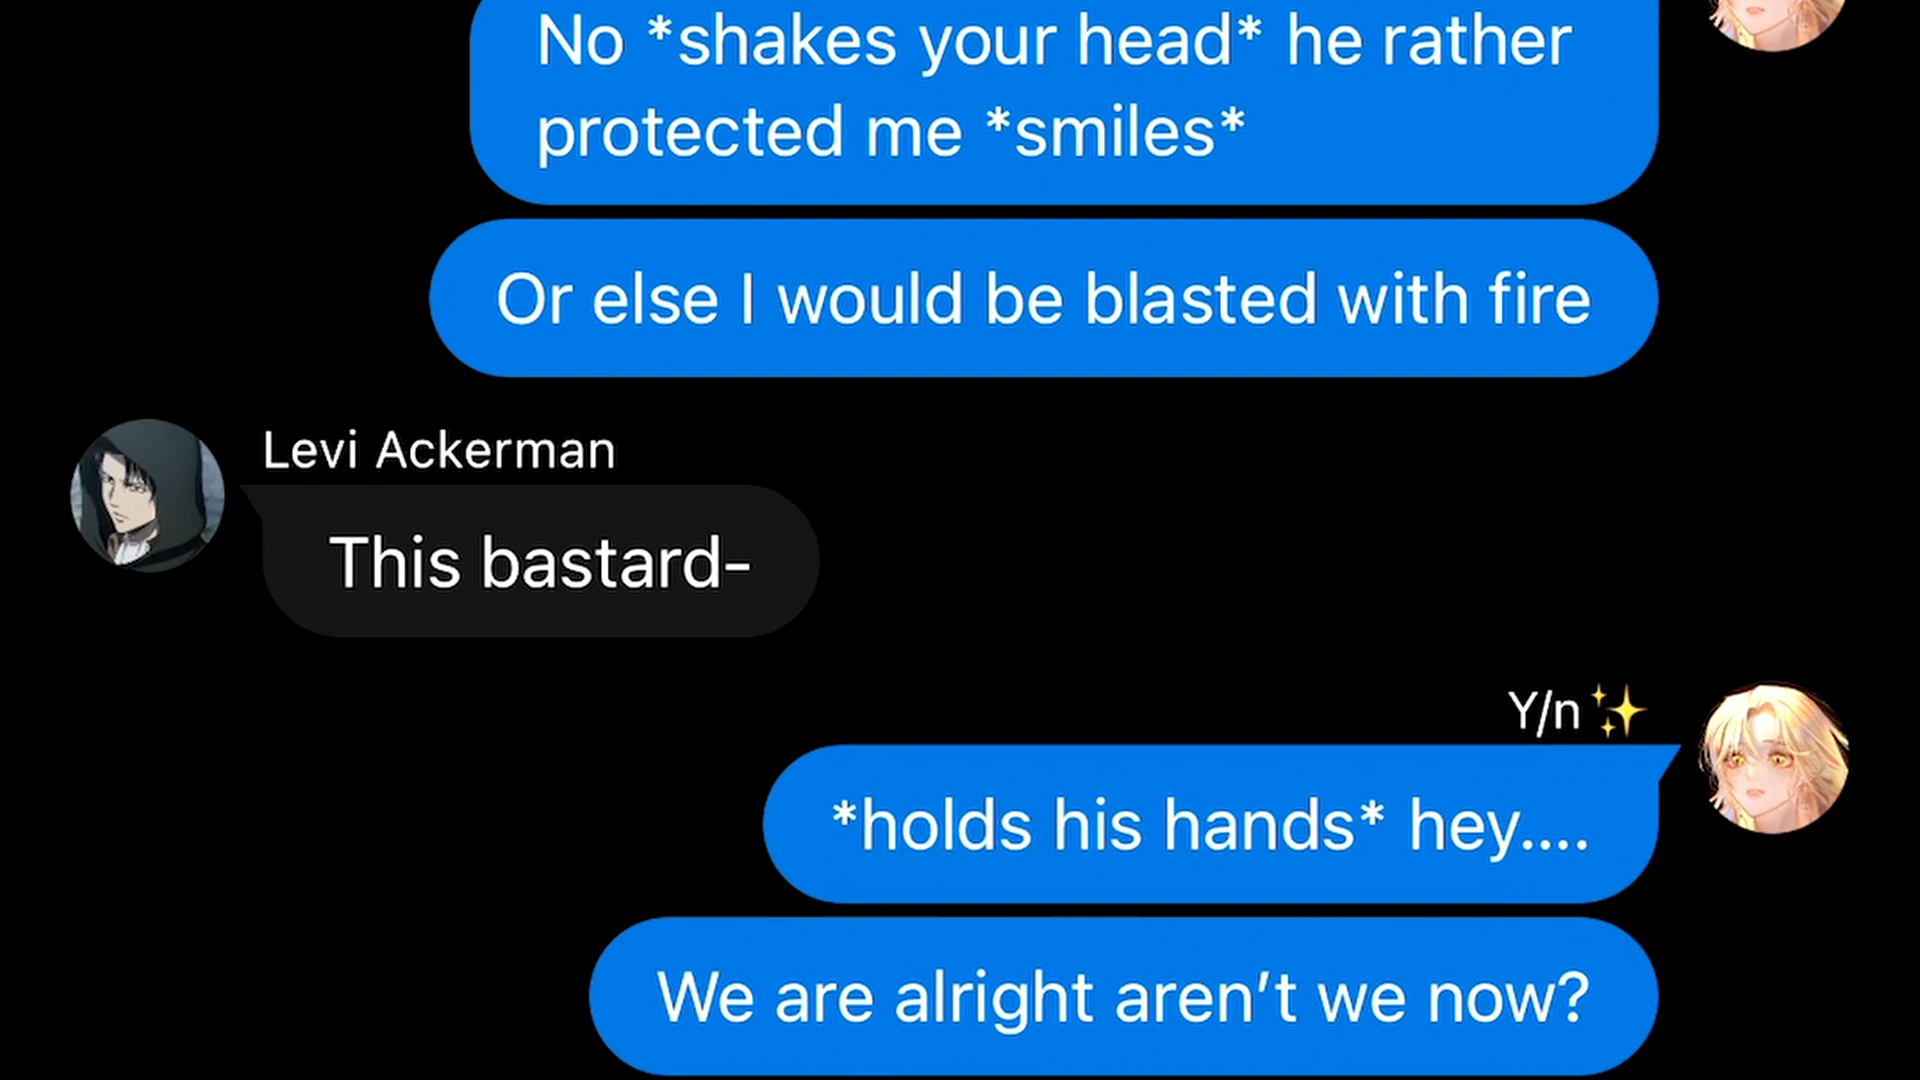 No *shakes your head* he rather
protected me *smiles*
Or else I would be blasted with fire
Levi Ackerman
This bastard-
Y/n ✨
*holds his hands* hey....
We are alright aren’t we now?